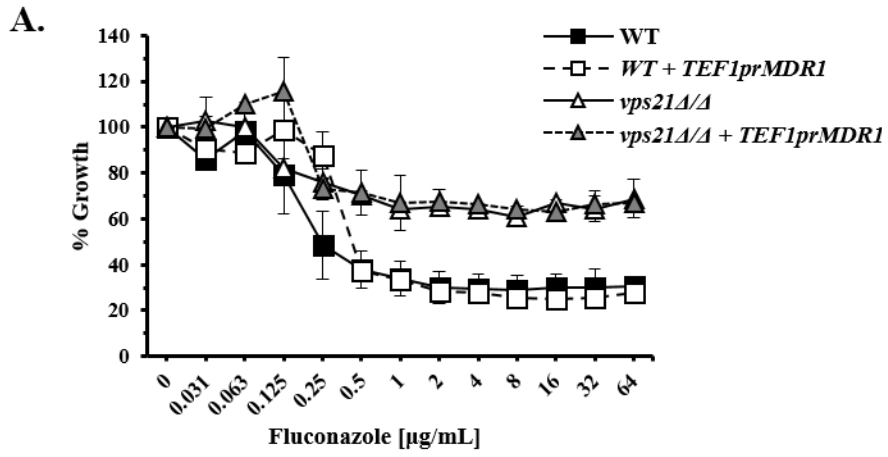 A.
140
120
100
80
60
40
20
0
% Growth
0 0.031 0.063 0.125 0.25 0.5 1 2 4 8 16 32 64
Fluconazole [µg/mL]
WT
WT + TEF1prMDR1
vps21Δ/Δ
vps21Δ/Δ + TEF1prMDR1